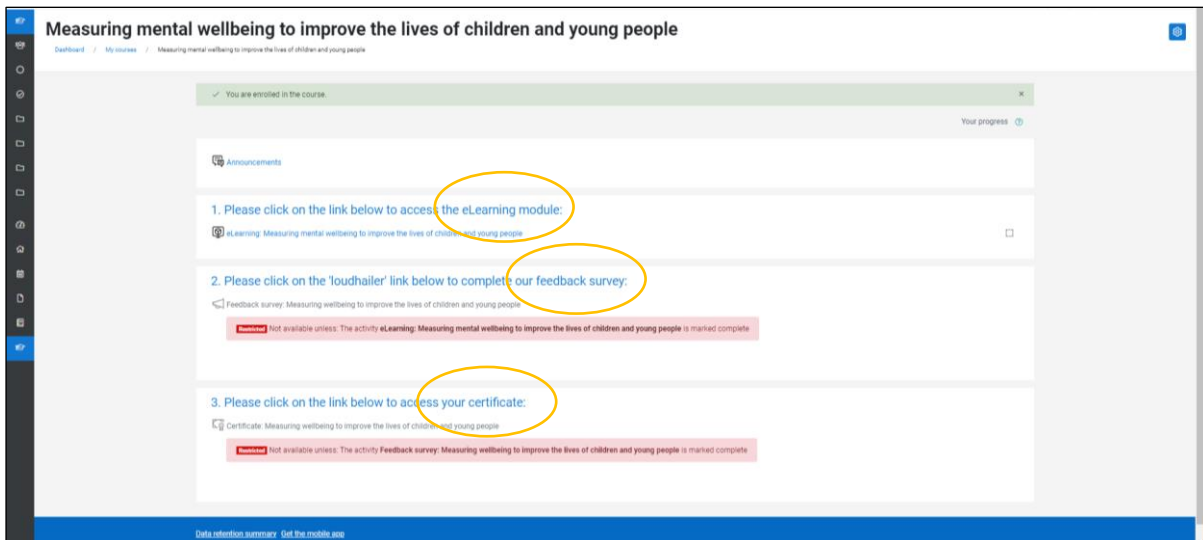 Measuring mental wellbeing to improve the lives of children and young people
Dashboard / My courses / Measuring mental wellbeing to improve the lives of children and young people
You are enrolled in the course.
Your progress
Announcements
1. Please click on the link below to access the eLearning module:
eLearning: Measuring mental wellbeing to improve the lives of children and young people
2. Please click on the 'loudhailer' link below to complete our feedback survey:
Feedback survey: Measuring wellbeing to improve the lives of children and young people
Restricted Not available unless: The activity eLearning: Measuring mental wellbeing to improve the lives of children and young people is marked complete
3. Please click on the link below to access your certificate:
Certificate: Measuring wellbeing to improve the lives of children and young people
Restricted Not available unless: The activity Feedback survey: Measuring wellbeing to improve the lives of children and young people is marked complete
Data retention summary Get the mobile app